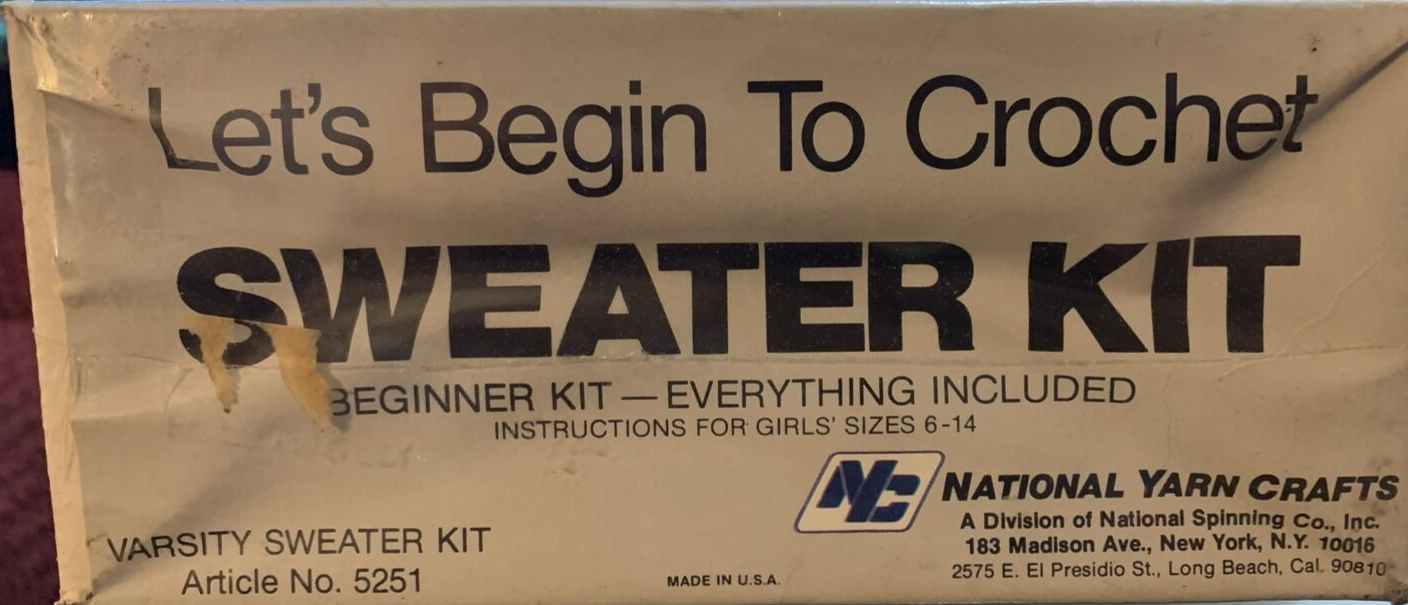 Let's Begin To Crochet
SWEATER KIT
BEGINNER KIT — EVERYTHING INCLUDED
INSTRUCTIONS FOR GIRLS' SIZES 6-14
NYC NATIONAL YARN CRAFTS
A Division of National Spinning Co., Inc.
183 Madison Ave., New York, N.Y. 10016
2575 E. El Presidio St., Long Beach, Cal. 90810
VARSITY SWEATER KIT
Article No. 5251
MADE IN U.S.A.